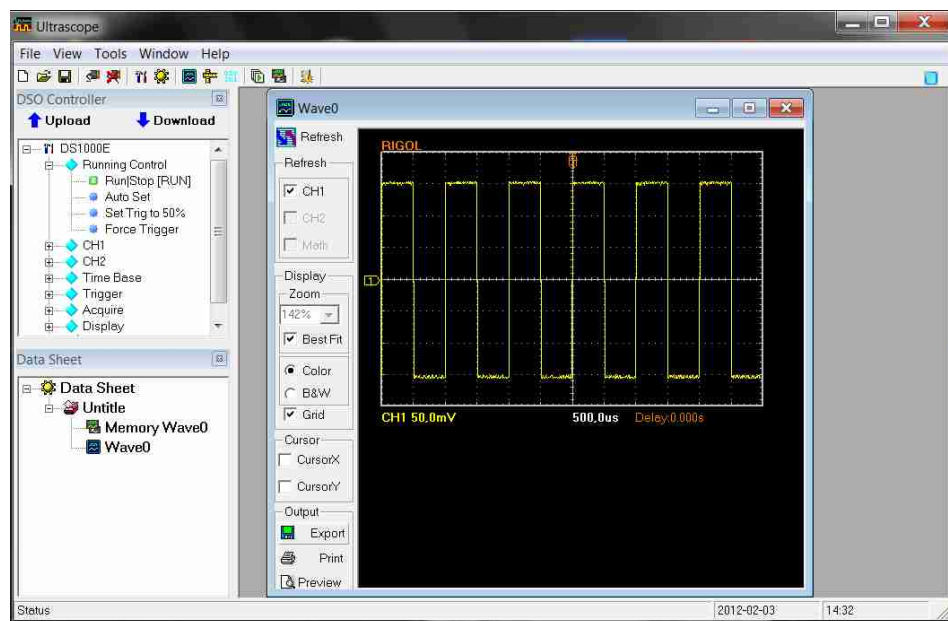 Ultrascope
File View Tools Window Help
DSO Controller
Upload Download
DS1000E
Running Control
Run|Stop [RUN]
Auto Set
Set Trig to 50%
Force Trigger
CH1
CH2
Time Base
Trigger
Acquire
Display
Data Sheet
Data Sheet
Untitle
Memory Wave0
Wave0
Wave0
Refresh
Refresh
CH1
CH2
Math
Display
Zoom
142%
Best Fit
Color
B&W
Grid
Cursor
CursorX
CursorY
Output
Export
Print
Preview
RIGOL
T
1
CH1 50.0mV 500.0us Delay:0.000s
Status 2012-02-03 14:32